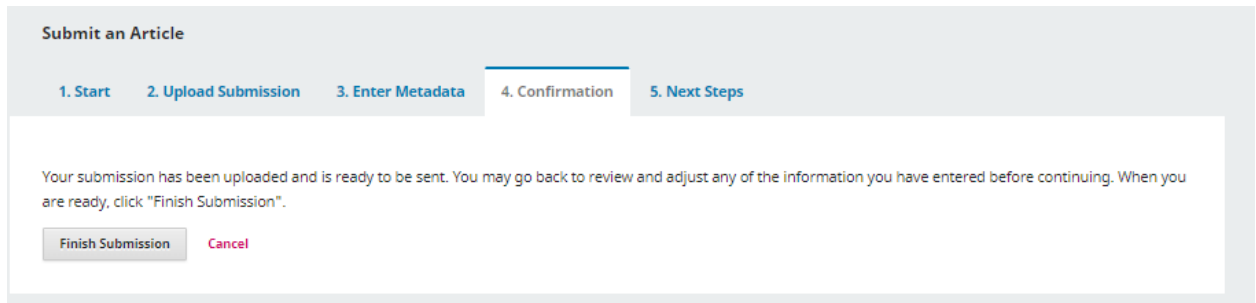 Submit an Article
1. Start 2. Upload Submission 3. Enter Metadata 4. Confirmation 5. Next Steps
Your submission has been uploaded and is ready to be sent. You may go back to review and adjust any of the information you have entered before continuing. When you
are ready, click "Finish Submission".
Finish Submission Cancel